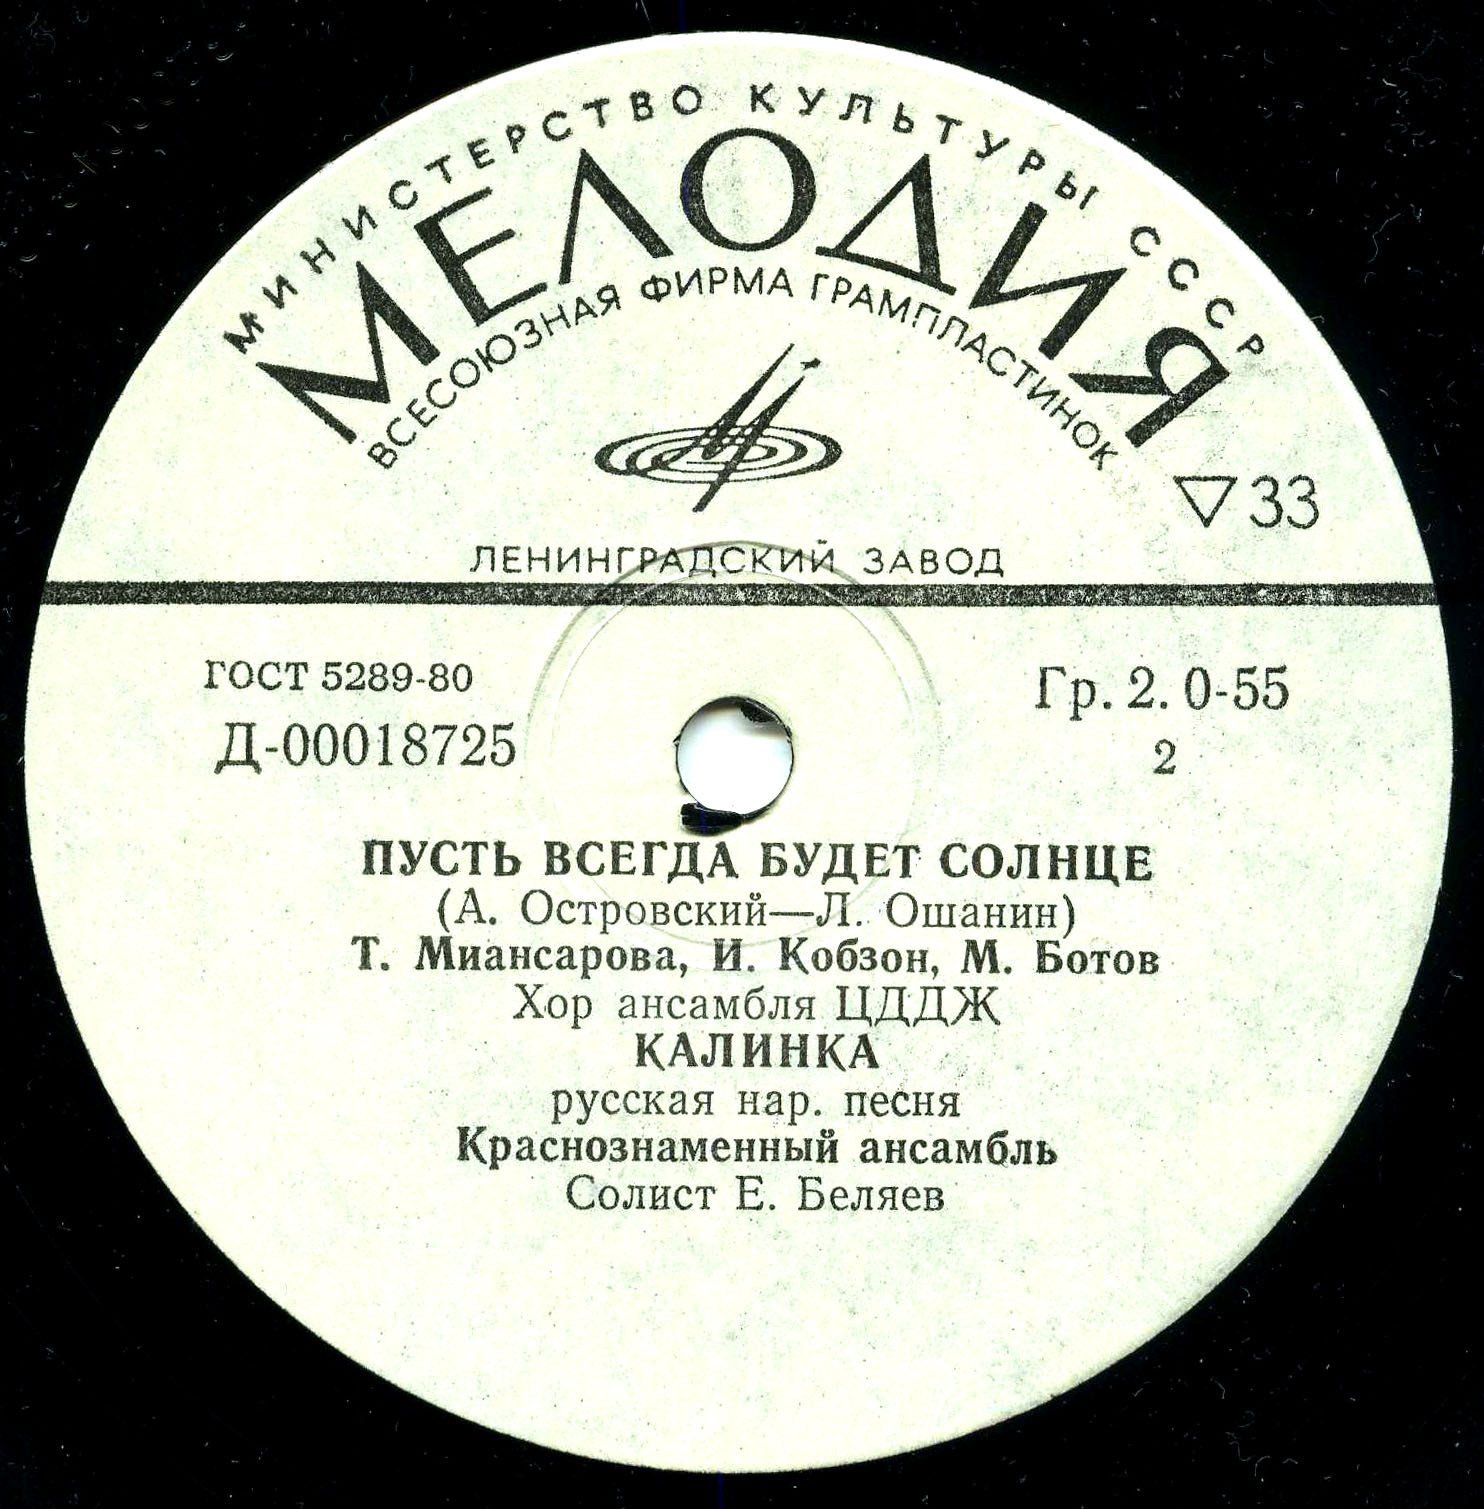 МИНИСТЕРСТВО КУЛЬТУРЫ СССР
МЕЛОДИЯ
ВСЕСОЮЗНАЯ ФИРМА ГРАМПЛАСТИНОК
▽33
ЛЕНИНГРАДСКИЙ ЗАВОД
ГОСТ 5289-80
Гр. 2. 0-55
Д-00018725
2
ПУСТЬ ВСЕГДА БУДЕТ СОЛНЦЕ
(А. Островский—Л. Ошанин)
Т. Миансарова, И. Кобзон, М. Ботов
Хор ансамбля ЦДДЖ
КАЛИНКА
русская нар. песня
Краснознаменный ансамбль
Солист Е. Беляев